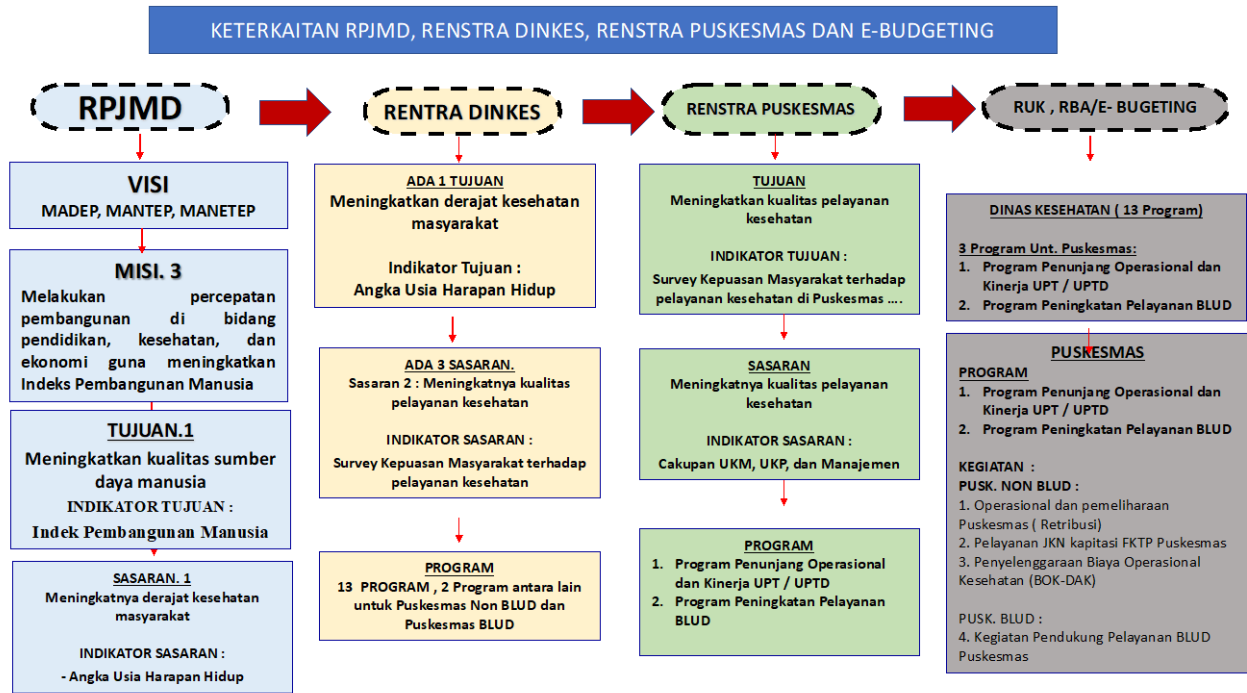 KETERKAITAN RPJMD, RENSTRA DINKES, RENSTRA PUSKESMAS DAN E-BUDGETING
RPJMD
VISI
MADEP, MANTEP, MANETEP
MISI. 3
Melakukan percepatan
pembangunan di bidang
pendidikan, kesehatan, dan
ekonomi guna meningkatkan
Indeks Pembangunan Manusia
TUJUAN.1
Meningkatkan kualitas sumber
daya manusia
INDIKATOR TUJUAN :
Indek Pembangunan Manusia
SASARAN. 1
Meningkatnya derajat kesehatan
masyarakat
INDIKATOR SASARAN :
- Angka Usia Harapan Hidup
RENTRA DINKES
ADA 1 TUJUAN
Meningkatkan derajat kesehatan
masyarakat
Indikator Tujuan :
Angka Usia Harapan Hidup
ADA 3 SASARAN.
Sasaran 2 : Meningkatnya kualitas
pelayanan kesehatan
INDIKATOR SASARAN :
Survey Kepuasan Masyarakat terhadap
pelayanan kesehatan
PROGRAM
13 PROGRAM , 2 Program antara lain
untuk Puskesmas Non BLUD dan
Puskesmas BLUD
RENSTRA PUSKESMAS
TUJUAN
Meningkatkan kualitas pelayanan
kesehatan
INDIKATOR TUJUAN :
Survey Kepuasan Masyarakat terhadap
pelayanan kesehatan di Puskesmas ....
SASARAN
Meningkatnya kualitas pelayanan
kesehatan
INDIKATOR SASARAN :
Cakupan UKM, UKP, dan Manajemen
PROGRAM
1. Program Penunjang Operasional
dan Kinerja UPT / UPTD
2. Program Peningkatan Pelayanan
BLUD
RUK , RBA/E- BUGETING
DINAS KESEHATAN ( 13 Program)
3 Program Unt. Puskesmas:
1. Program Penunjang Operasional dan
Kinerja UPT / UPTD
2. Program Peningkatan Pelayanan BLUD
PUSKESMAS
PROGRAM
1. Program Penunjang Operasional dan
Kinerja UPT / UPTD
2. Program Peningkatan Pelayanan BLUD
KEGIATAN :
PUSK. NON BLUD :
1. Operasional dan pemeliharaan
Puskesmas ( Retribusi)
2. Pelayanan JKN kapitasi FKTP Puskesmas
3. Penyelenggaraan Biaya Operasional
Kesehatan (BOK-DAK)
PUSK. BLUD :
4. Kegiatan Pendukung Pelayanan BLUD
Puskesmas